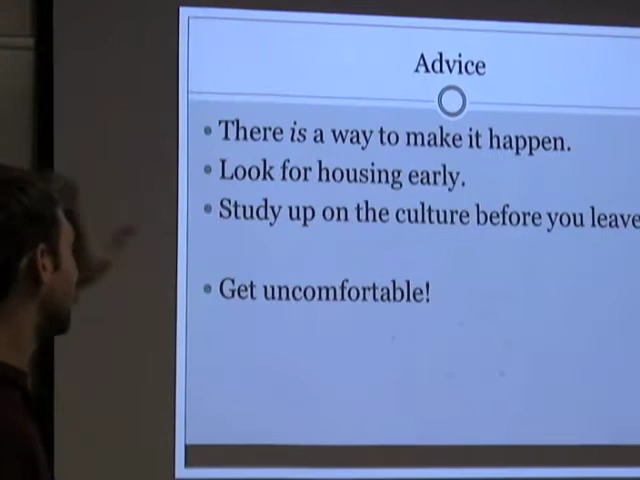 Advice
• There is a way to make it happen.
• Look for housing early.
• Study up on the culture before you leave
• Get uncomfortable!